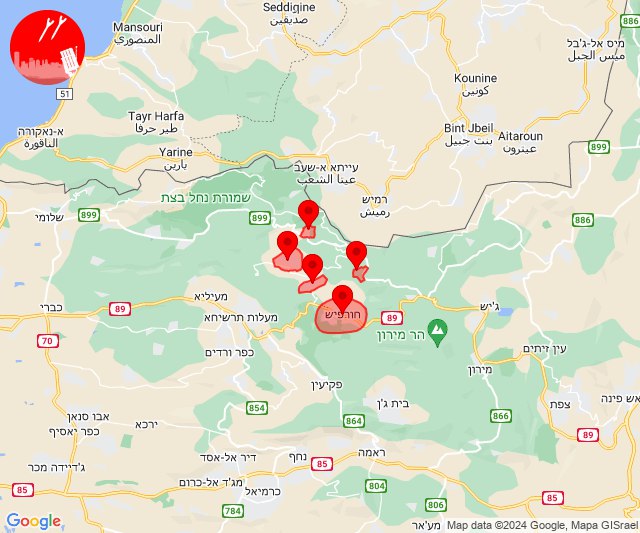 Seddigine
صديقين
Mansouri
المنصوري
מיס אל-ג'בל
ميس الجبل
51
Kounine
كونين
Tayr Harfa
طير حرفا
א-נאקורה
الناقورة
Bint Jbeil
بنت جبيل
Aitaroun
عيترون
899
Yarine
يارين
עייתא א-שעב
عيتا الشعب
רמיש
رميش
שמורת נחל בצת
שלומי
899
899
886
כברי
89
מעיליא
מעלות תרשיחא
חורפיש
89
ג'יש
70
הר מירון
כפר ורדים
עין זיתים
מירון
פקיעין
854
בית ג'ן
ראש פינה
צפת
אבו סנאן
ירכא
864
866
כפר יאסיף
89
דיר אל-אסד
נחף
ראמה
ג'דיידה מכר
85
85
מג'ד אל-כרום
כרמיאל
804
85
784
806
מע'אר
Google
Map data ©2024 Google, Mapa GISrael